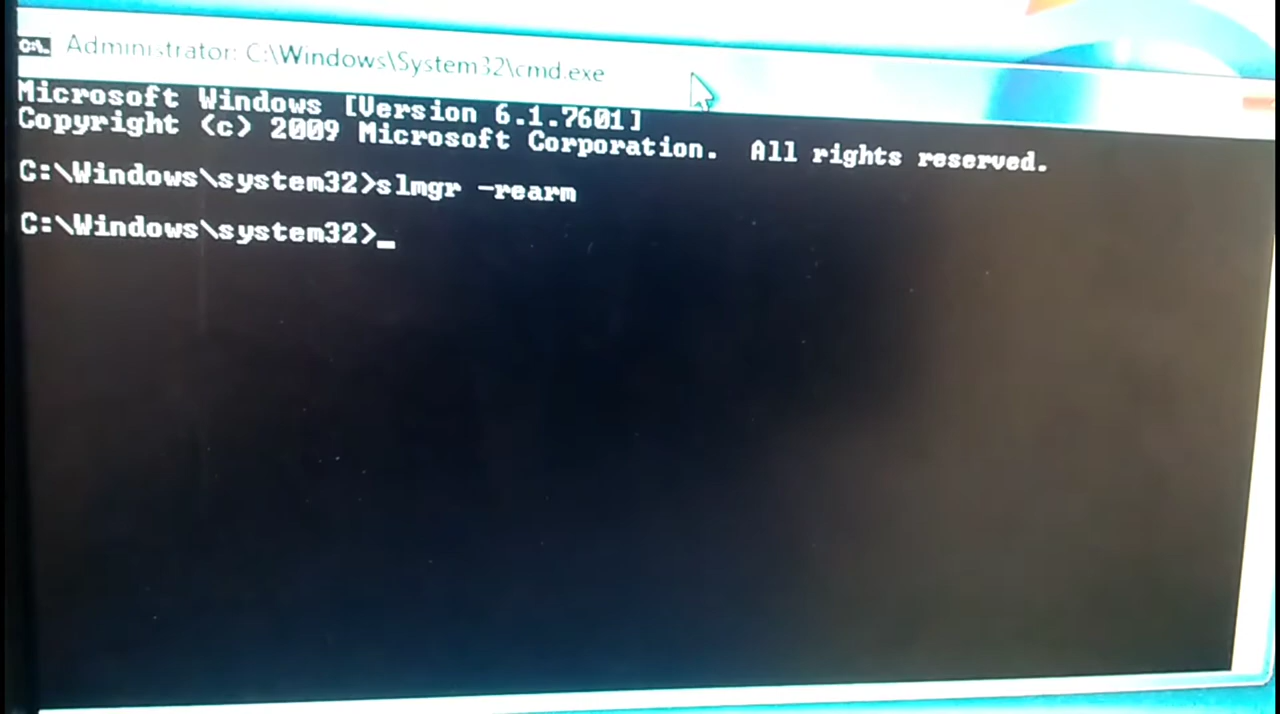 C:\. Administrator: C:\Windows\System32\cmd.exe
Microsoft Windows [Version 6.1.7601]
Copyright (c) 2009 Microsoft Corporation. All rights reserved.
C:\Windows\system32>slmgr -rearm
C:\Windows\system32>_